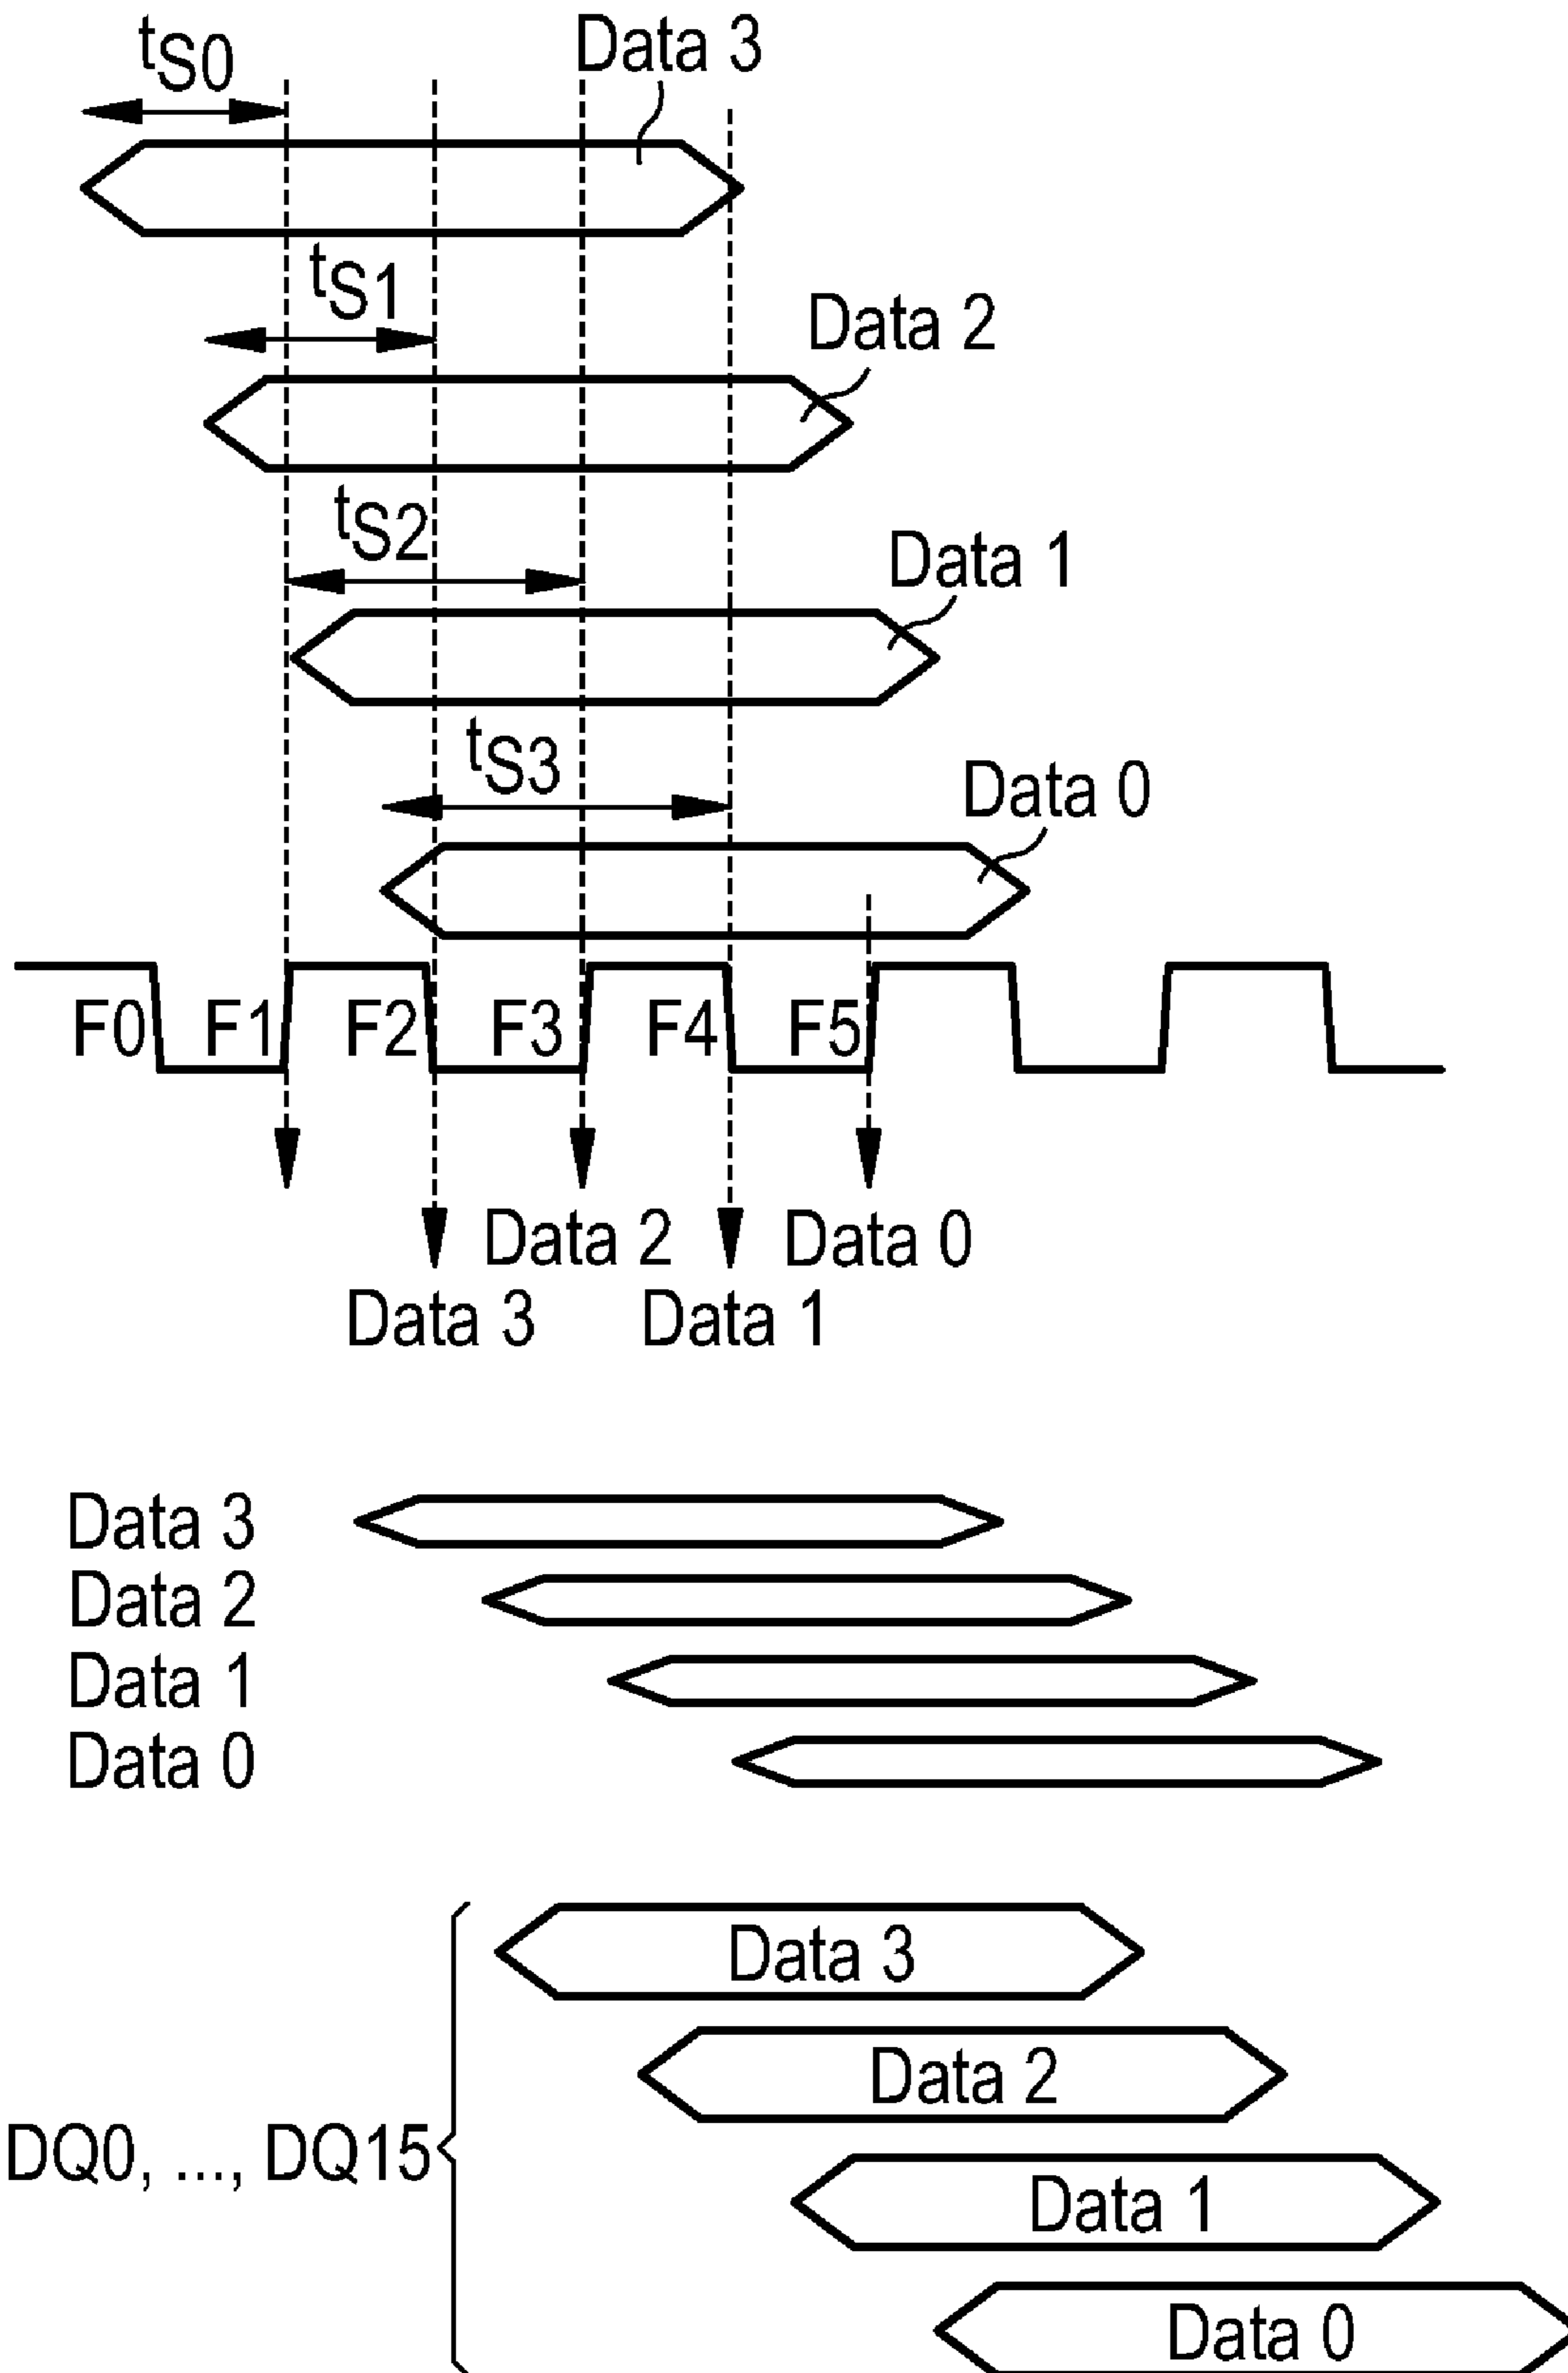 tS0
Data 3
tS1
Data 2
tS2
Data 1
tS3
Data 0
F0 F1 F2 F3 F4 F5
Data 2 Data 0
Data 3 Data 1
Data 3
Data 2
Data 1
Data 0
Data 3
Data 2
DQ0, ..., DQ15
Data 1
Data 0